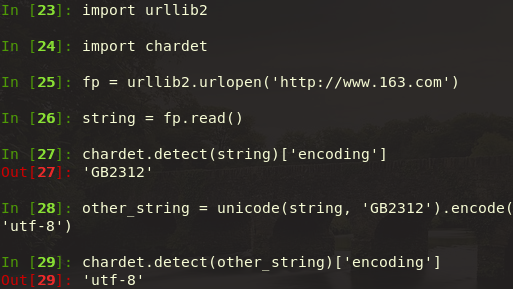 In [23]: import urllib2
In [24]: import chardet
In [25]: fp = urllib2.urlopen('http://www.163.com')
In [26]: string = fp.read()
In [27]: chardet.detect(string)['encoding']
Out[27]: 'GB2312'
In [28]: other_string = unicode(string, 'GB2312').encode(
'utf-8')
In [29]: chardet.detect(other_string)['encoding']
Out[29]: 'utf-8'